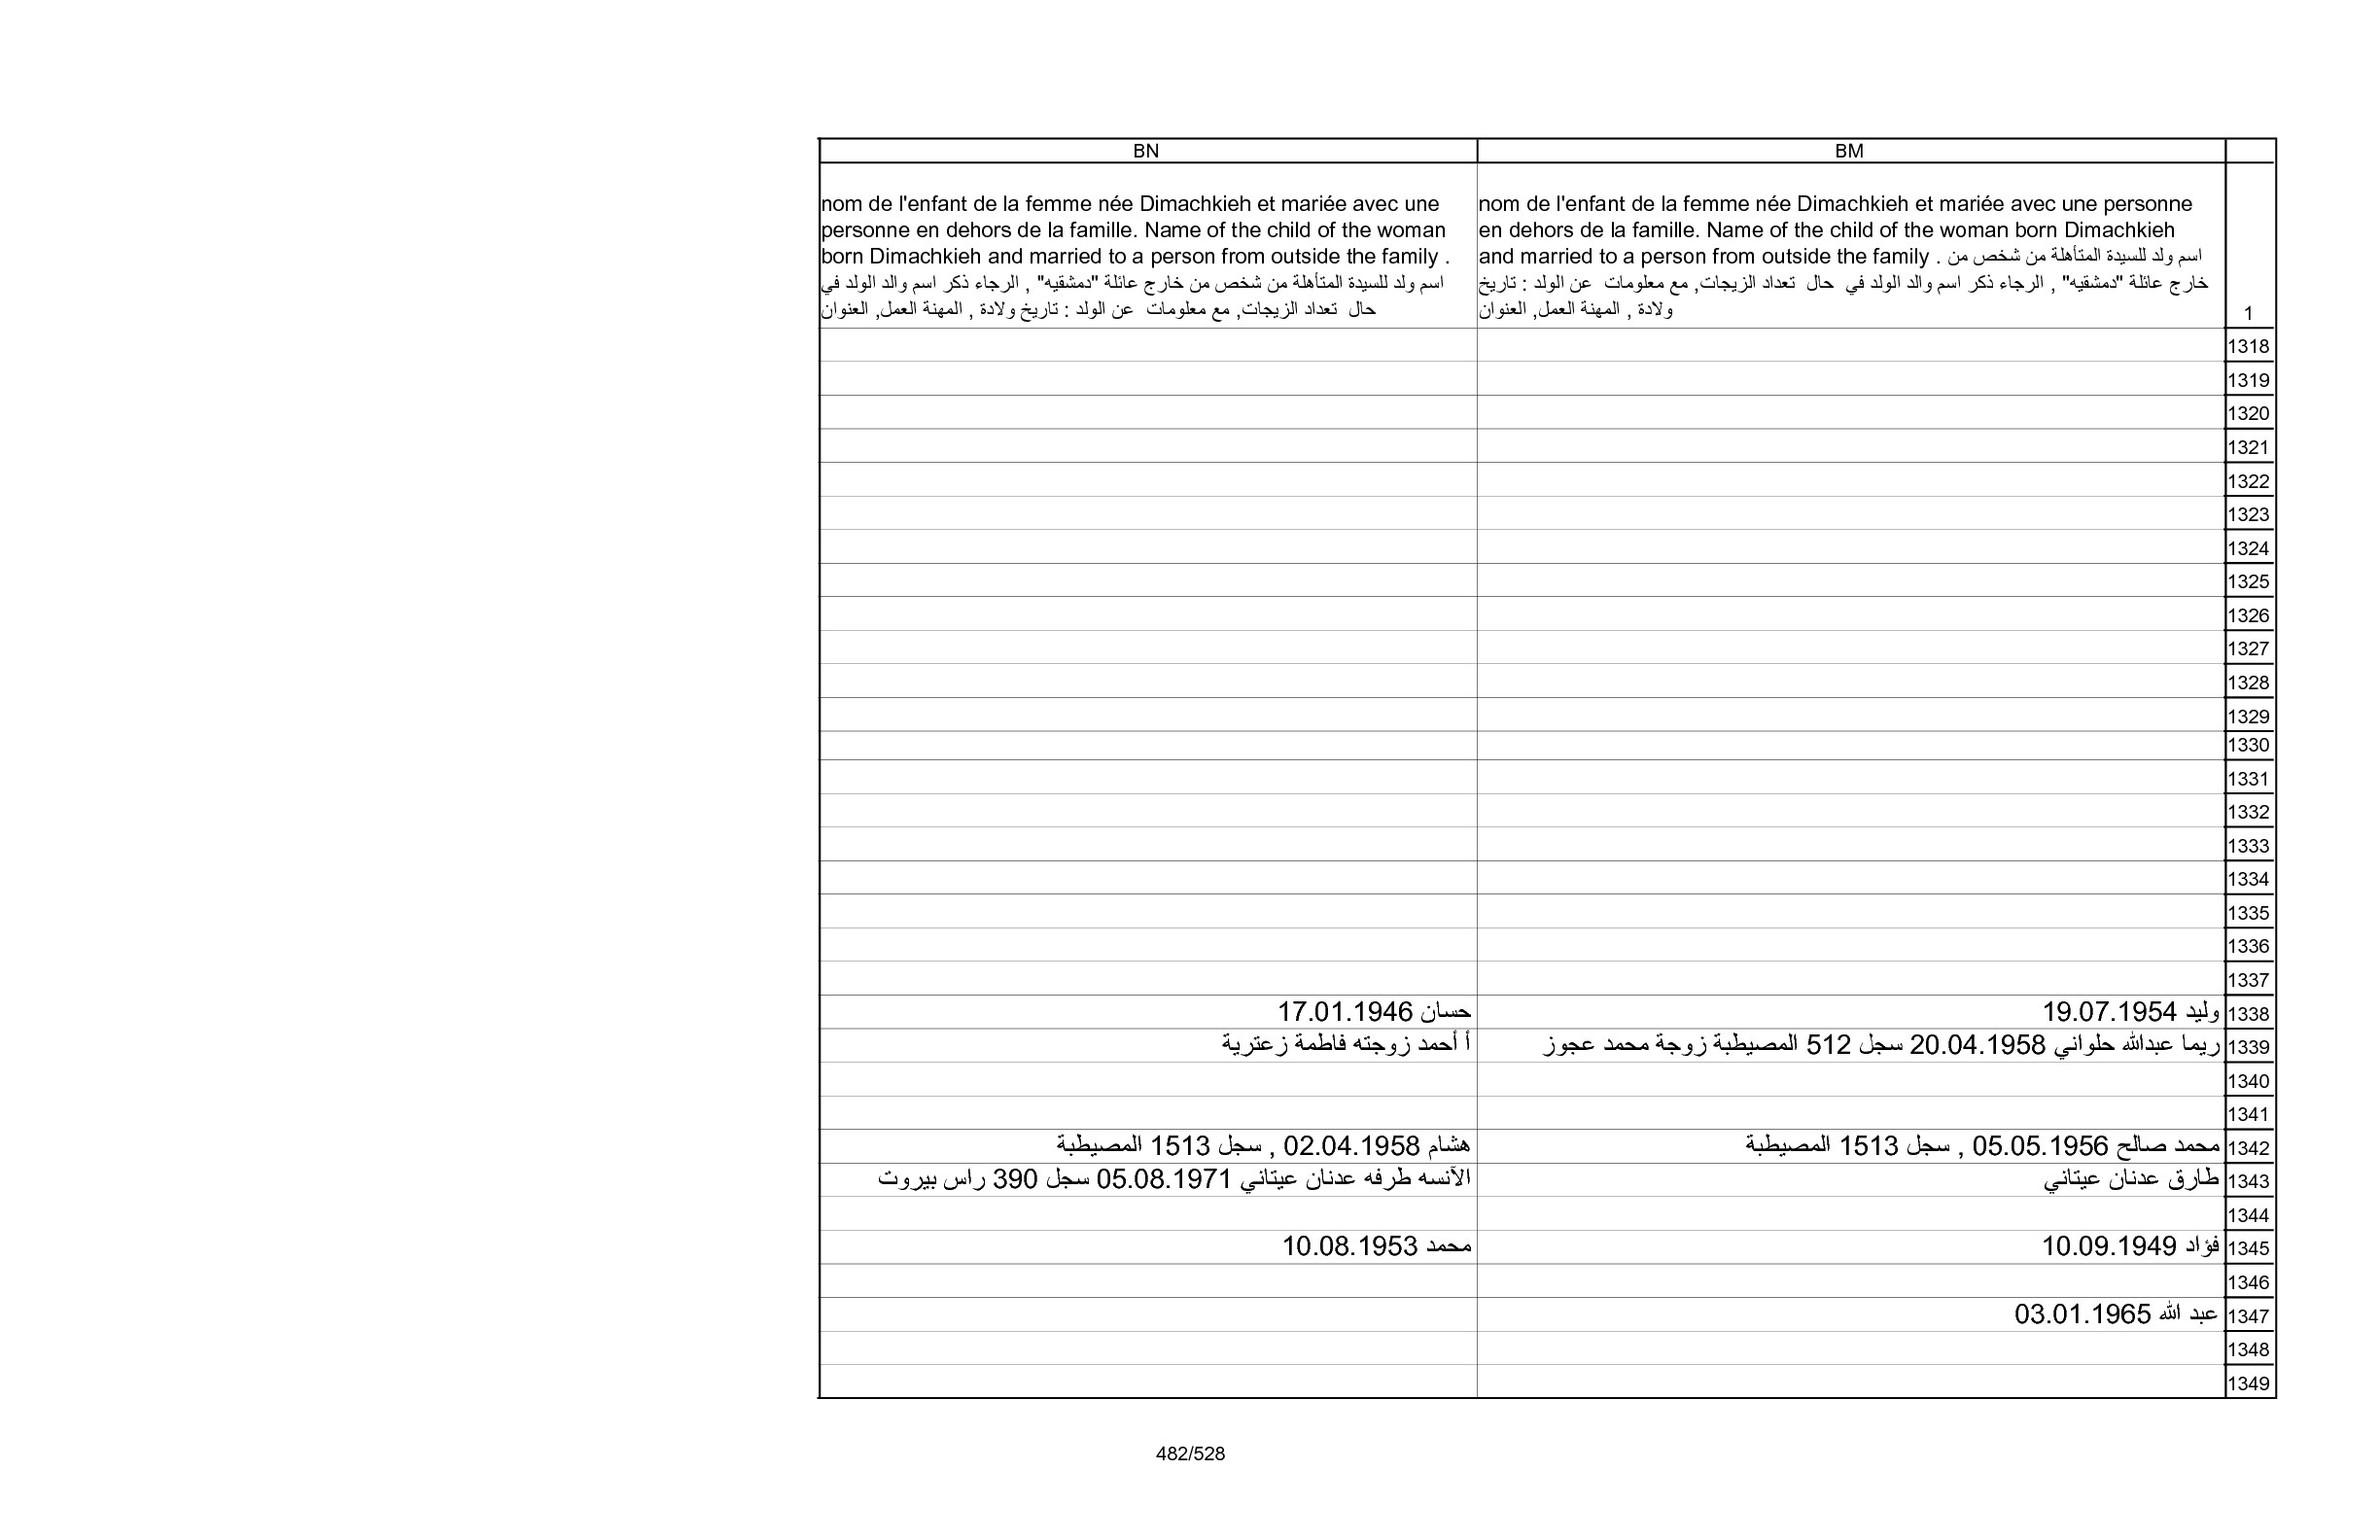 BM
BN
1
nom de l'enfant de la femme née Dimachkieh et mariée avec une personne
en dehors de la famille. Name of the child of the woman born Dimachkieh
and married to a person from outside the family . اسم ولد للسيدة المتأهلة من شخص من
خارج عائلة "دمشقيه" , الرجاء ذكر اسم والد الولد في حال تعداد الزيجات, مع معلومات عن الولد : تاريخ
ولادة , المهنة العمل, العنوان
nom de l'enfant de la femme née Dimachkieh et mariée avec une
personne en dehors de la famille. Name of the child of the woman
born Dimachkieh and married to a person from outside the family .
اسم ولد للسيدة المتأهلة من شخص من خارج عائلة "دمشقيه" , الرجاء ذكر اسم والد الولد في
حال تعداد الزيجات, مع معلومات عن الولد : تاريخ ولادة , المهنة العمل, العنوان
1318
1319
1320
1321
1322
1323
1324
1325
1326
1327
1328
1329
1330
1331
1332
1333
1334
1335
1336
1337
1338
وليد 19.07.1954
حسان 17.01.1946
1339
ريما عبدالله حلواني 20.04.1958 سجل 512 المصيطبة زوجة محمد عجوز
أ أحمد زوجته فاطمة زعترية
1340
1341
1342
محمد صالح 05.05.1956 , سجل 1513 المصيطبة
هشام 02.04.1958 , سجل 1513 المصيطبة
1343
طارق عدنان عيتاني
الآنسه طرفه عدنان عيتاني 05.08.1971 سجل 390 راس بيروت
1344
1345
فؤاد 10.09.1949
محمد 10.08.1953
1346
1347
عبد الله 03.01.1965
1348
1349
482/528